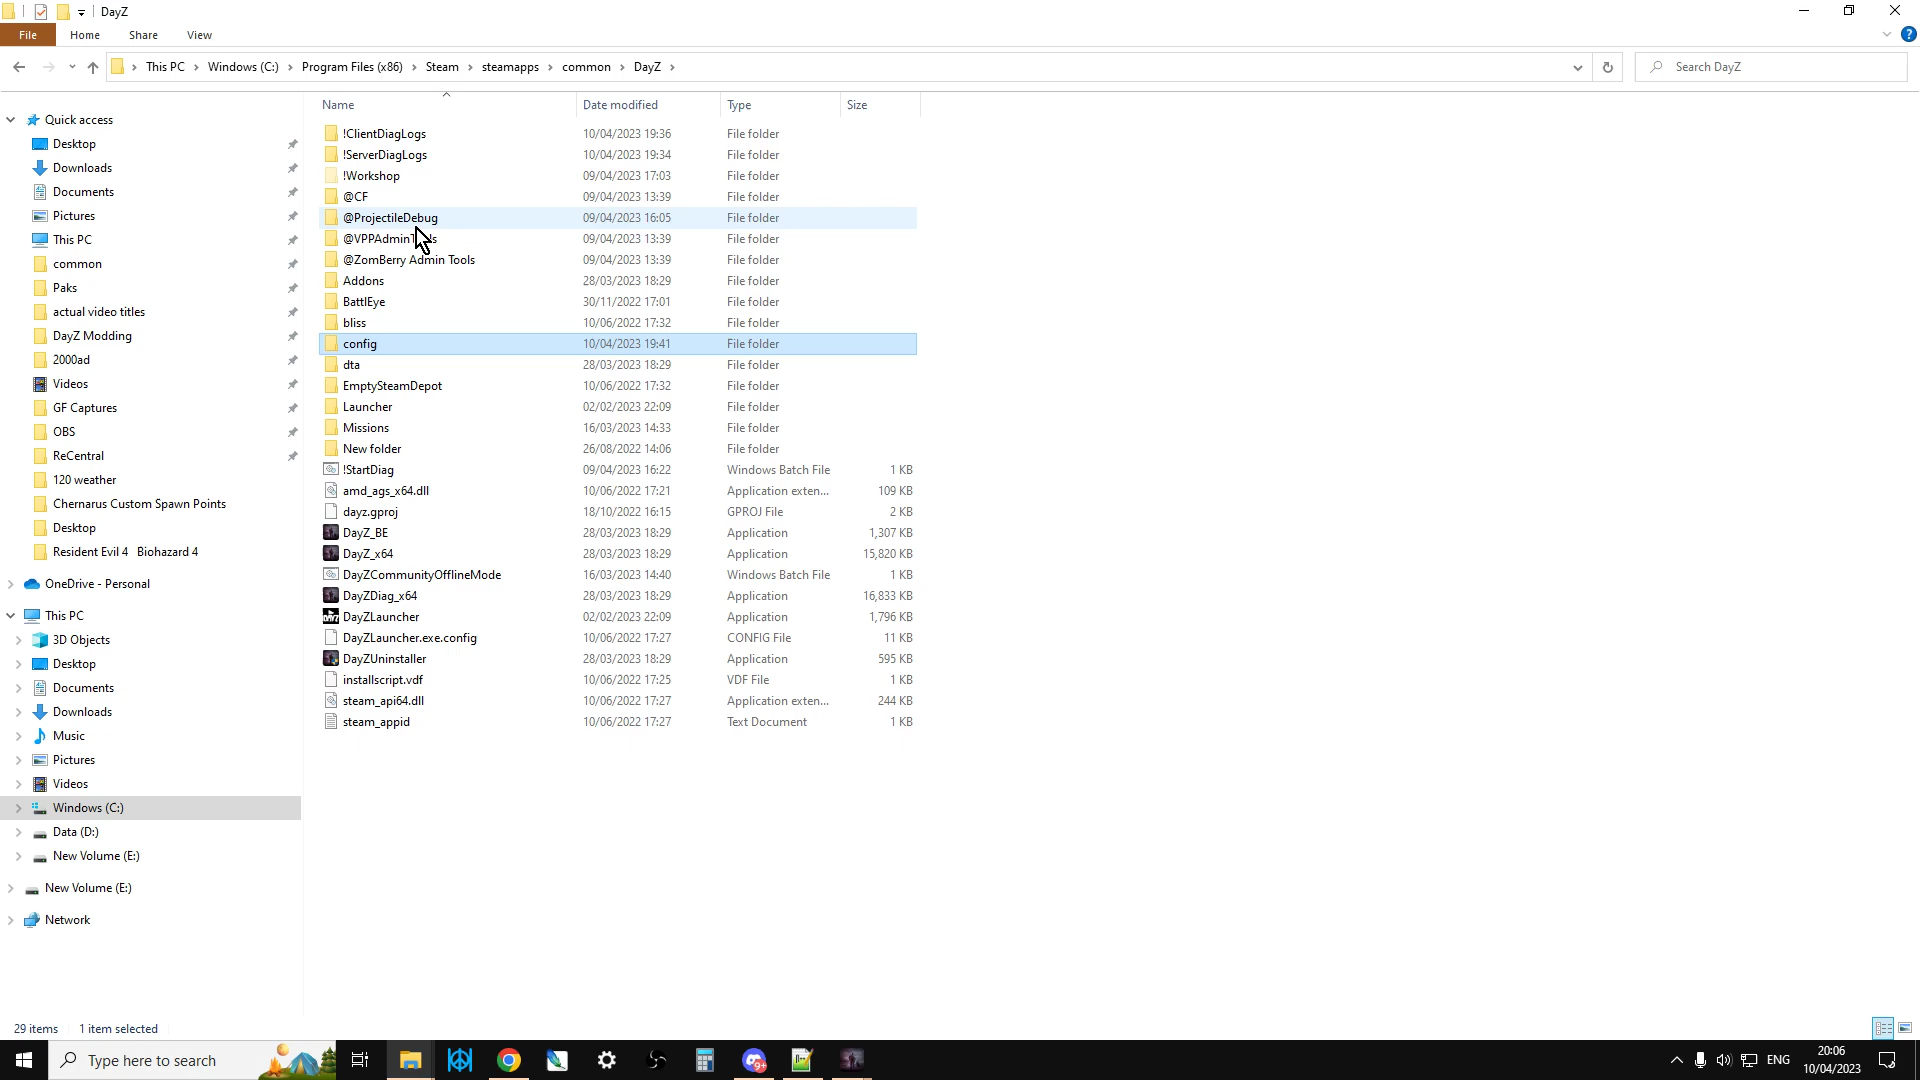 DayZ
File Home Share View
This PC Windows (C:) Program Files (x86) Steam steamapps common DayZ
Search DayZ
Name Date modified Type Size
Quick access
Desktop
Downloads
Documents
Pictures
This PC
common
Paks
actual video titles
DayZ Modding
2000ad
Videos
GF Captures
OBS
ReCentral
120 weather
Chernarus Custom Spawn Points
Desktop
Resident Evil 4 Biohazard 4
OneDrive - Personal
This PC
3D Objects
Desktop
Documents
Downloads
Music
Pictures
Videos
Windows (C:)
Data (D:)
New Volume (E:)
New Volume (E:)
Network
!ClientDiagLogs 10/04/2023 19:36 File folder
!ServerDiagLogs 10/04/2023 19:34 File folder
!Workshop 09/04/2023 17:03 File folder
@CF 09/04/2023 13:39 File folder
@ProjectileDebug 09/04/2023 16:05 File folder
09/04/2023 13:39 File folder
@ZomBerry Admin Tools 09/04/2023 13:39 File folder
Addons 28/03/2023 18:29 File folder
BattlEye 30/11/2022 17:01 File folder
bliss 10/06/2022 17:32 File folder
config 10/04/2023 19:41 File folder
dta 28/03/2023 18:29 File folder
EmptySteamDepot 10/06/2022 17:32 File folder
Launcher 02/02/2023 22:09 File folder
Missions 16/03/2023 14:33 File folder
New folder 26/08/2022 14:06 File folder
!StartDiag 09/04/2023 16:22 Windows Batch File 1 KB
amd_ags_x64.dll 10/06/2022 17:21 Application exten... 109 KB
dayz.gproj 18/10/2022 16:15 GPROJ File 2 KB
DayZ_BE 28/03/2023 18:29 Application 1,307 KB
DayZ_x64 28/03/2023 18:29 Application 15,820 KB
DayZCommunityOfflineMode 16/03/2023 14:40 Windows Batch File 1 KB
DayZDiag_x64 28/03/2023 18:29 Application 16,833 KB
DayZLauncher 02/02/2023 22:09 Application 1,796 KB
DayZLauncher.exe.config 10/06/2022 17:27 CONFIG File 11 KB
DayZUninstaller 28/03/2023 18:29 Application 595 KB
installscript.vdf 10/06/2022 17:25 VDF File 1 KB
steam_api64.dll 10/06/2022 17:27 Application exten... 244 KB
steam_appid 10/06/2022 17:27 Text Document 1 KB
29 items 1 item selected
Type here to search
9+
ENG
20:06
10/04/2023